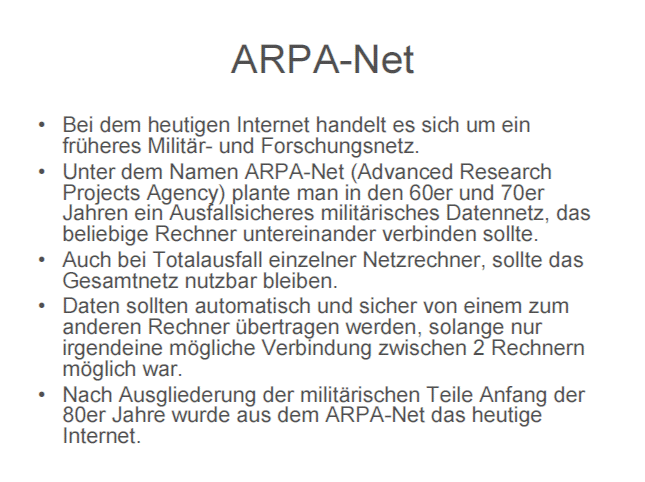 ARPA-Net
• Bei dem heutigen Internet handelt es sich um ein
früheres Militär- und Forschungsnetz.
• Unter dem Namen ARPA-Net (Advanced Research
Projects Agency) plante man in den 60er und 70er
Jahren ein Ausfallsicheres militärisches Datennetz, das
beliebige Rechner untereinander verbinden sollte.
• Auch bei Totalausfall einzelner Netzrechner, sollte das
Gesamtnetz nutzbar bleiben.
• Daten sollten automatisch und sicher von einem zum
anderen Rechner übertragen werden, solange nur
irgendeine mögliche Verbindung zwischen 2 Rechnern
möglich war.
• Nach Ausgliederung der militärischen Teile Anfang der
80er Jahre wurde aus dem ARPA-Net das heutige
Internet.